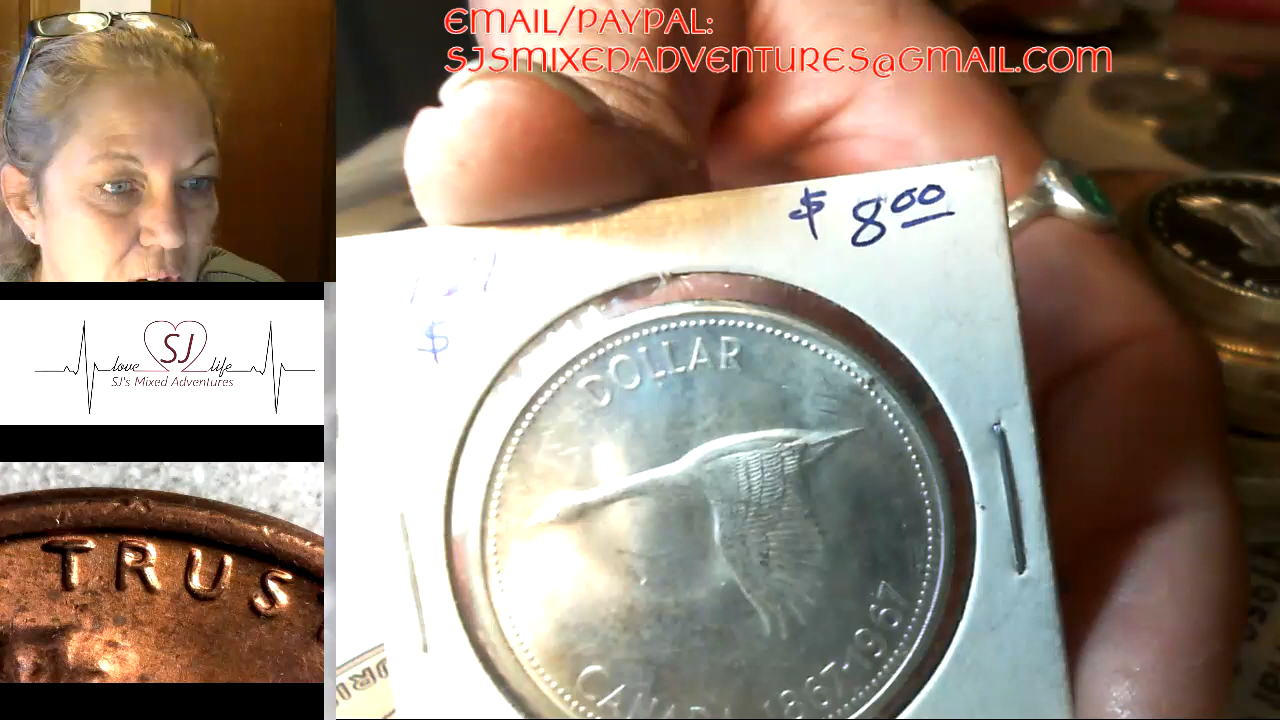 EMAIL/PAYPAL:
SJSMIXEDADVENTURES@GMAIL.COM
$ 8.00
$
DOLLAR
CANADA 1867-1967
SJ
love life
SJ's Mixed Adventures
TRUS